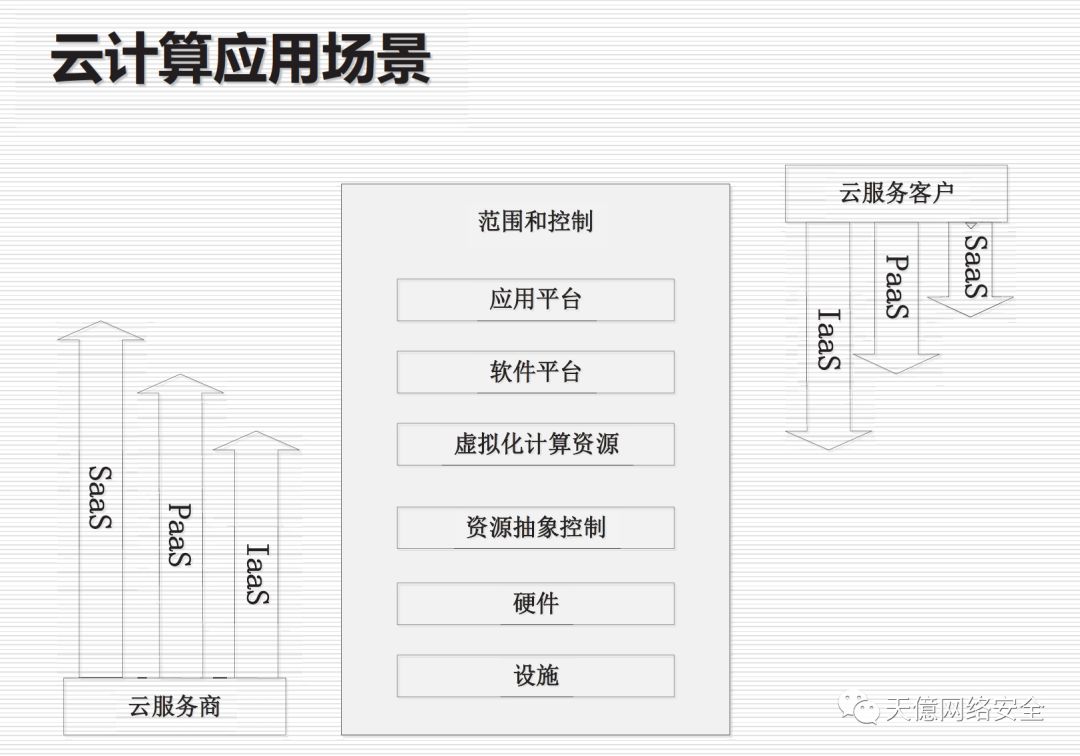 云计算应用场景
云服务客户
范围和控制
SaaS
PaaS
IaaS
应用平台
软件平台
虚拟化计算资源
资源抽象控制
硬件
设施
SaaS
PaaS
IaaS
云服务商
天億网络安全